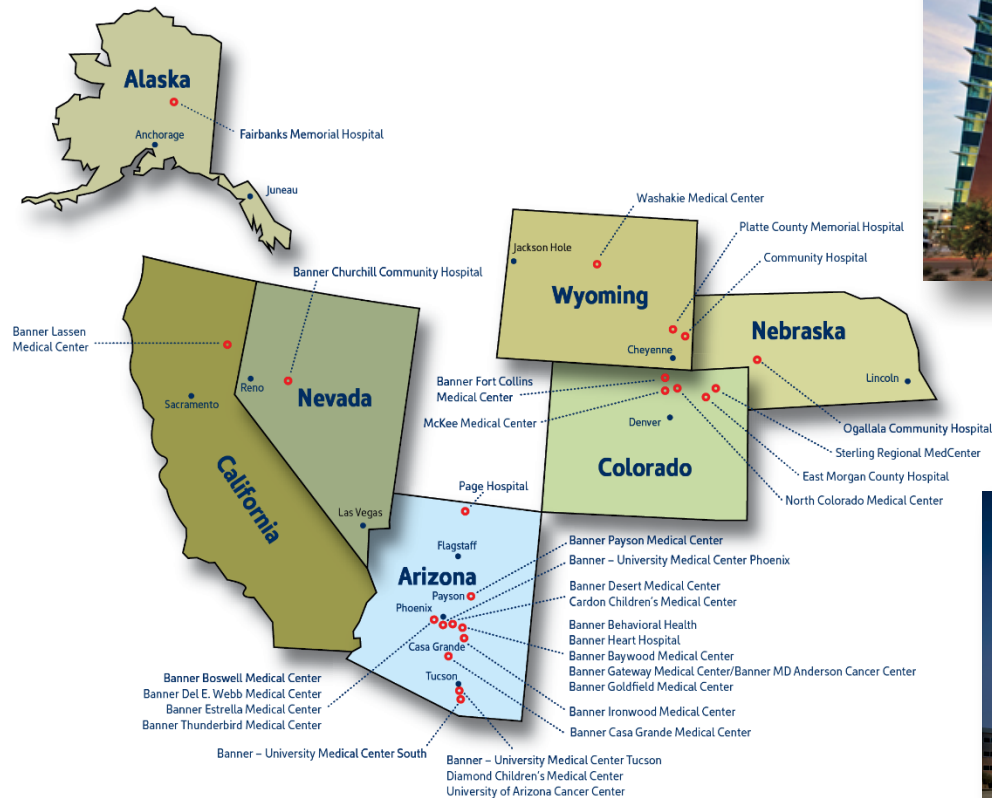 Alaska
Fairbanks Memorial Hospital
Anchorage
Juneau
Washakie Medical Center
Platte County Memorial Hospital
Jackson Hole
Community Hospital
Banner Churchill Community Hospital
Wyoming
Nebraska
Banner Lassen
Medical Center
Cheyenne
Reno
Nevada
Sacramento
Banner Fort Collins
Medical Center
Lincoln
McKee Medical Center
Denver
Ogallala Community Hospital
Sterling Regional MedCenter
Colorado
East Morgan County Hospital
North Colorado Medical Center
California
Page Hospital
Las Vegas
Flagstaff
Banner Payson Medical Center
Banner – University Medical Center Phoenix
Arizona
Payson
Banner Desert Medical Center
Cardon Children's Medical Center
Phoenix
Banner Behavioral Health
Banner Heart Hospital
Banner Baywood Medical Center
Banner Gateway Medical Center/Banner MD Anderson Cancer Center
Banner Goldfield Medical Center
Casa Grande
Tucson
Banner Boswell Medical Center
Banner Del E. Webb Medical Center
Banner Estrella Medical Center
Banner Thunderbird Medical Center
Banner Ironwood Medical Center
Banner Casa Grande Medical Center
Banner – University Medical Center South
Banner – University Medical Center Tucson
Diamond Children's Medical Center
University of Arizona Cancer Center